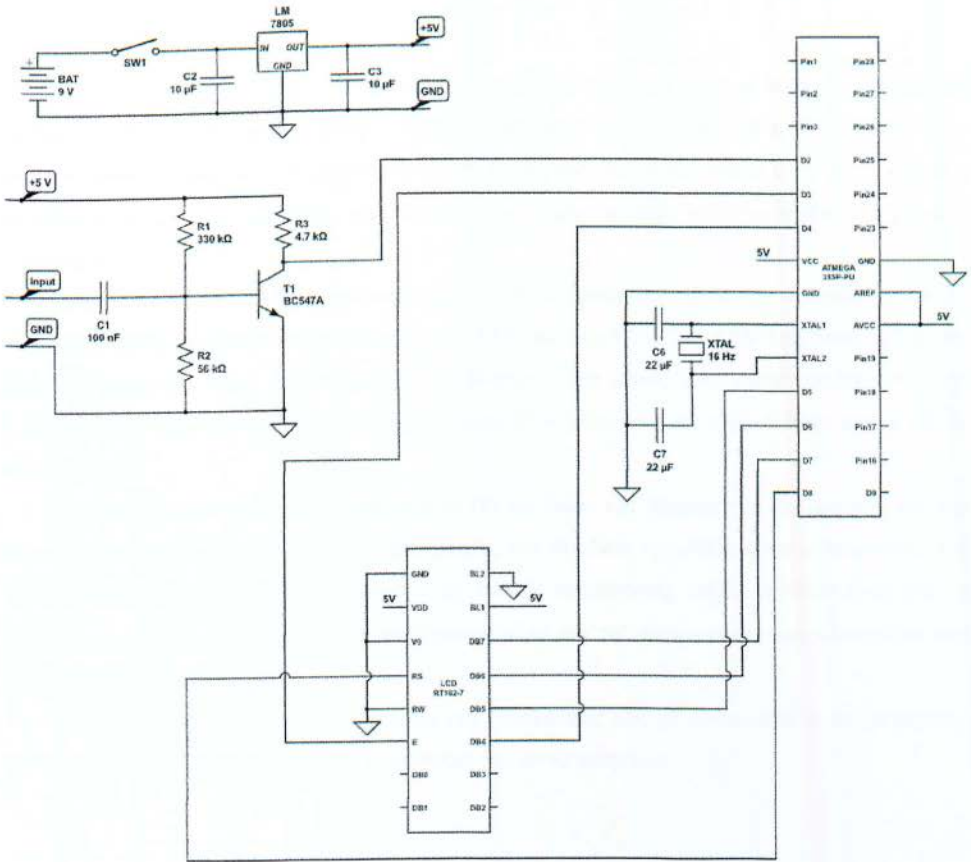 LM
7805
+5V
IN OUT
GND
SW1
C2
10 µF
C3
10 µF
BAT
9 V
GND
+5 V
R1
330 kΩ
R3
4.7 kΩ
Input
C1
100 nF
T1
BC547A
GND
R2
56 kΩ
Pin1 Pin28
Pin2 Pin27
Pin3 Pin26
D2 Pin25
D3 Pin24
D4 Pin23
5V
VCC GND
ATMEGA
GND AREF
XTAL1 AVCC
5V
C6
22 µF
XTAL
16 Hz
XTAL2 Pin19
D5 Pin18
D6 Pin17
C7
22 µF
D7 Pin16
D8 D9
GND BL2
5V
VDD BL1
5V
V0 DB7
RS DB6
LCD
RT162-7
RW DB5
E DB4
DB0 DB3
DB1 DB2